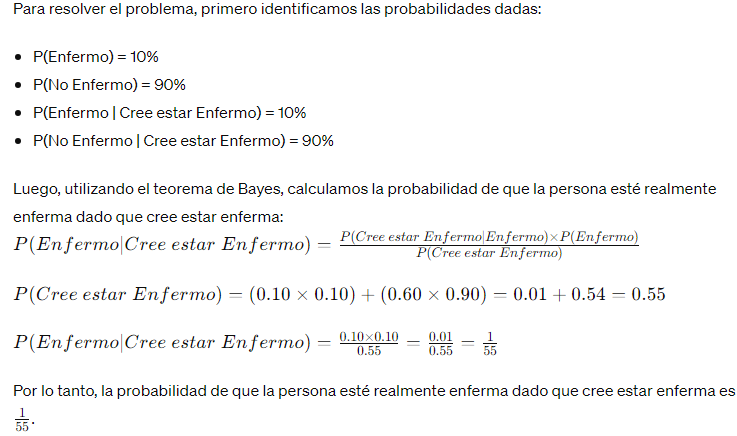 Para resolver el problema, primero identificamos las probabilidades dadas:
• P(Enfermo) = 10%
• P(No Enfermo) = 90%
• P(Enfermo | Cree estar Enfermo) = 10%
• P(No Enfermo | Cree estar Enfermo) = 90%
Luego, utilizando el teorema de Bayes, calculamos la probabilidad de que la persona esté realmente
enferma dado que cree estar enferma:
P(Enfermo|Cree estar Enfermo) = \frac{P(Cree estar Enfermo|Enfermo)×P(Enfermo)}{P(Cree estar Enfermo)}
P(Cree estar Enfermo) = (0.10 × 0.10) + (0.60 × 0.90) = 0.01 + 0.54 = 0.55
P(Enfermo|Cree estar Enfermo) = \frac{0.10×0.10}{0.55} = \frac{0.01}{0.55} = \frac{1}{55}
Por lo tanto, la probabilidad de que la persona esté realmente enferma dado que cree estar enferma es
\frac{1}{55}.